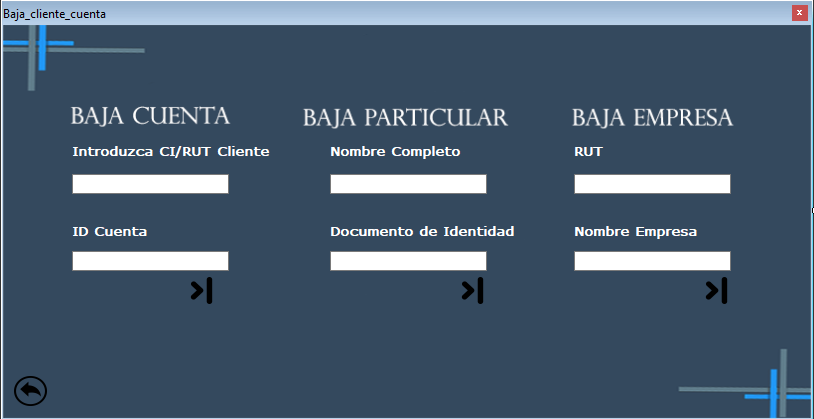 Baja_cliente_cuenta
x
BAJA CUENTA
Introduzca CI/RUT Cliente
ID Cuenta
BAJA PARTICULAR
Nombre Completo
Documento de Identidad
BAJA EMPRESA
RUT
Nombre Empresa